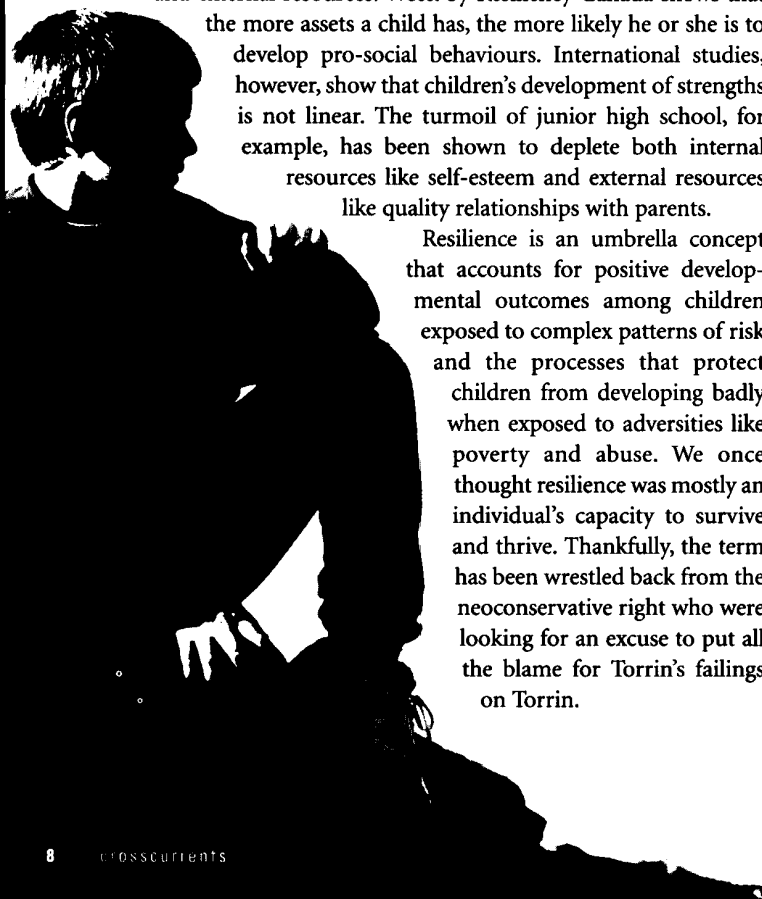 the more assets a child has, the more likely he or she is to
develop pro-social behaviours. International studies,
however, show that children's development of strengths
is not linear. The turmoil of junior high school, for
example, has been shown to deplete both internal
resources like self-esteem and external resources
like quality relationships with parents.
Resilience is an umbrella concept
that accounts for positive develop-
mental outcomes among children
exposed to complex patterns of risk
and the processes that protect
children from developing badly
when exposed to adversities like
poverty and abuse. We once
thought resilience was mostly an
individual's capacity to survive
and thrive. Thankfully, the term
has been wrestled back from the
neoconservative right who were
looking for an excuse to put all
the blame for Torrin's failings
on Torrin.
8 crosscurrents